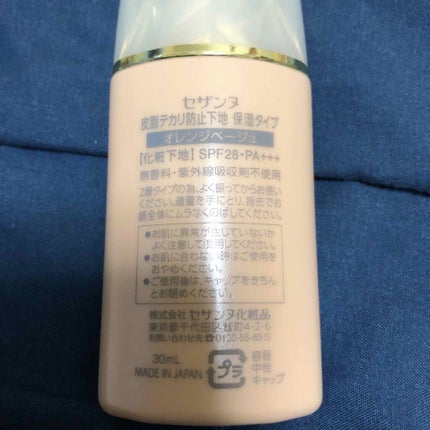 セザンヌ
皮脂テカリ防止下地 保湿タイプ
オレンジベージュ
【化粧下地】SPF28・PA+++
無香料・紫外線吸収剤不使用
2層タイプの為、よく振ってからお使い
ください。適量を手にとり、指先でお
顔全体にムラなくのばしてください。
●お肌に異常が生じていないか
よく注意して使用してください。
●お肌に合わない時はご使用を
おやめください。
●ご使用後は、キャップをきちん
とお閉めください。
株式会社 セザンヌ化粧品
東京都千代田区紀尾町4-2-6
お問い合わせ先☎0120-55-8515
30mL
MADE IN JAPAN
プラ
容器
中栓
キャップ